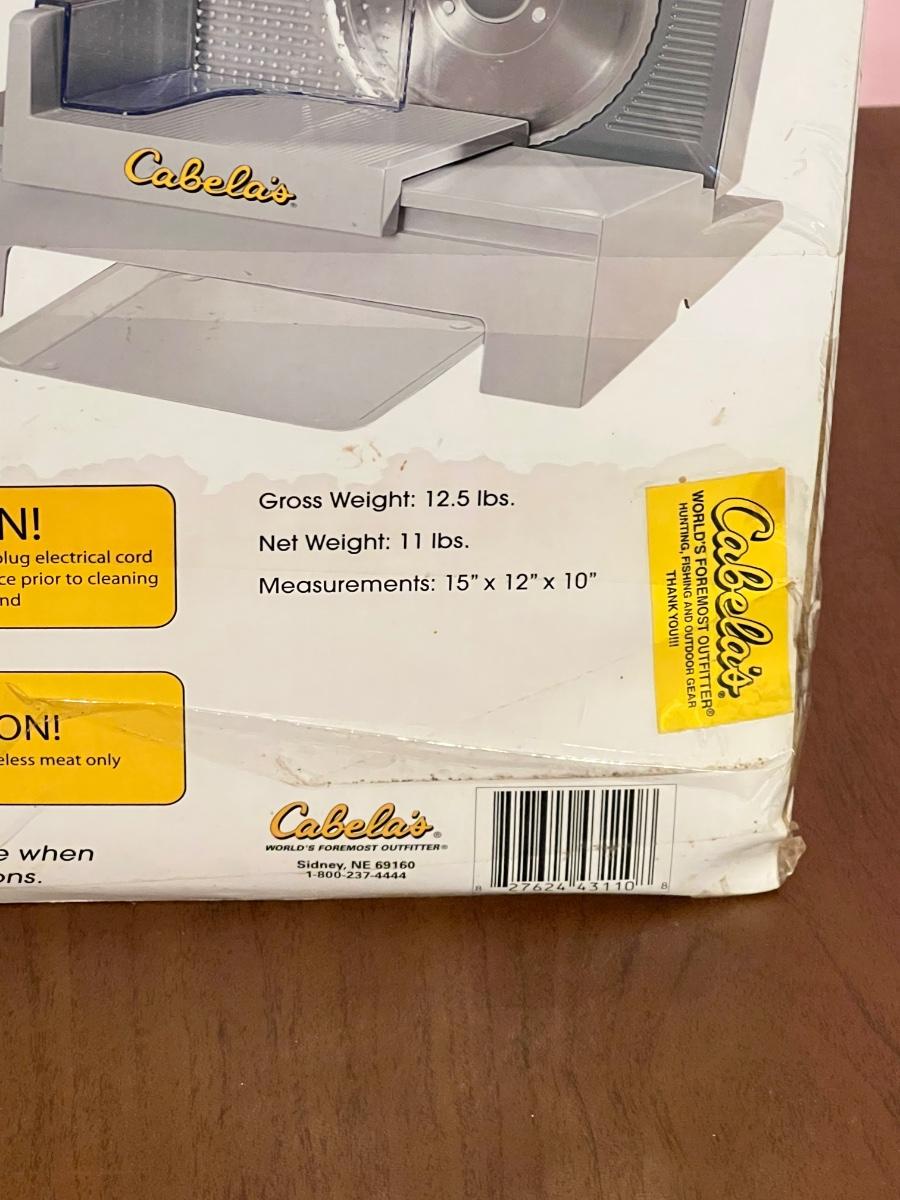 Cabela's®
N!
plug electrical cord
ce prior to cleaning
nd
ON!
eless meat only
e when
ons.
Gross Weight: 12.5 lbs.
Net Weight: 11 lbs.
Measurements: 15” x 12” x 10”
Cabela's®
WORLD'S FOREMOST OUTFITTER®
HUNTING, FISHING AND OUTDOOR GEAR
THANK YOU!!!
Cabela's®
WORLD'S FOREMOST OUTFITTER®
Sidney, NE 69160
1-800-237-4444
8 27624 43110 8